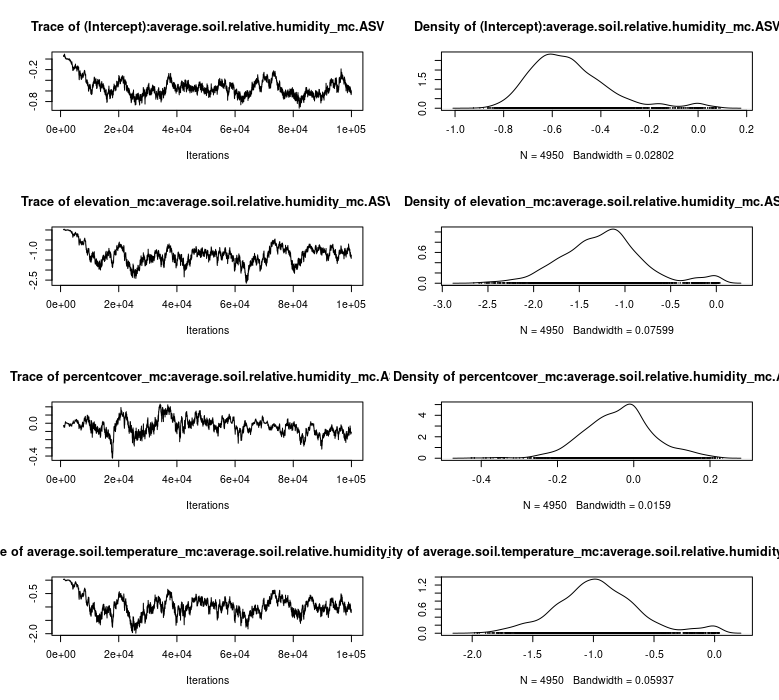 Trace of (Intercept):average.soil.relative.humidity_mc.ASV
Density of (Intercept):average.soil.relative.humidity_mc.ASV
-0.8 -0.2
0e+00 2e+04 4e+04 6e+04 8e+04 1e+05
Iterations
0.0 1.5
-1.0 -0.8 -0.6 -0.4 -0.2 0.0 0.2
N = 4950 Bandwidth = 0.02802
Trace of elevation_mc:average.soil.relative.humidity_mc.ASV
Density of elevation_mc:average.soil.relative.humidity_mc.AS
-2.5 -1.0
0e+00 2e+04 4e+04 6e+04 8e+04 1e+05
Iterations
0.0 0.6
-3.0 -2.5 -2.0 -1.5 -1.0 -0.5 0.0
N = 4950 Bandwidth = 0.07599
Trace of percentcover_mc:average.soil.relative.humidity_mc.A
Density of percentcover_mc:average.soil.relative.humidity_mc.A
-0.4 0.0
0e+00 2e+04 4e+04 6e+04 8e+04 1e+05
Iterations
0 2 4
-0.4 -0.2 0.0 0.2
N = 4950 Bandwidth = 0.0159
e of average.soil.temperature_mc:average.soil.relative.humidity
ity of average.soil.temperature_mc:average.soil.relative.humidity
-2.0 -0.5
0e+00 2e+04 4e+04 6e+04 8e+04 1e+05
Iterations
0.0 0.6 1.2
-2.0 -1.5 -1.0 -0.5 0.0
N = 4950 Bandwidth = 0.05937